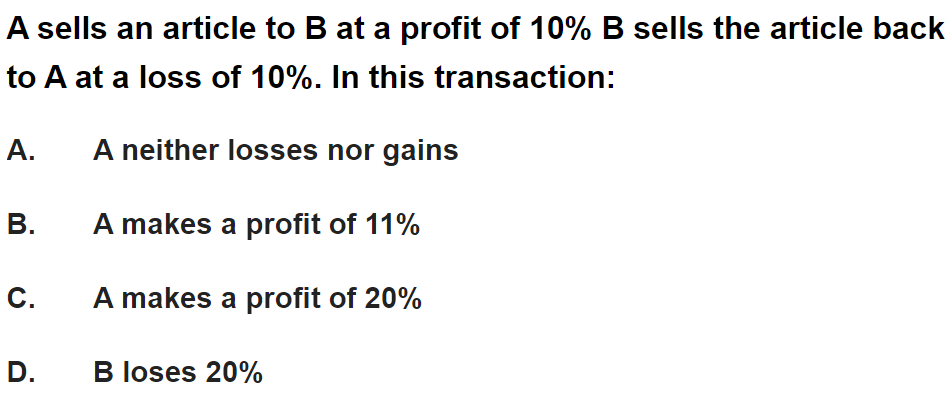 A sells an article to B at a profit of 10% B sells the article back
to A at a loss of 10%. In this transaction:
A. A neither losses nor gains
B. A makes a profit of 11%
C. A makes a profit of 20%
D. B loses 20%